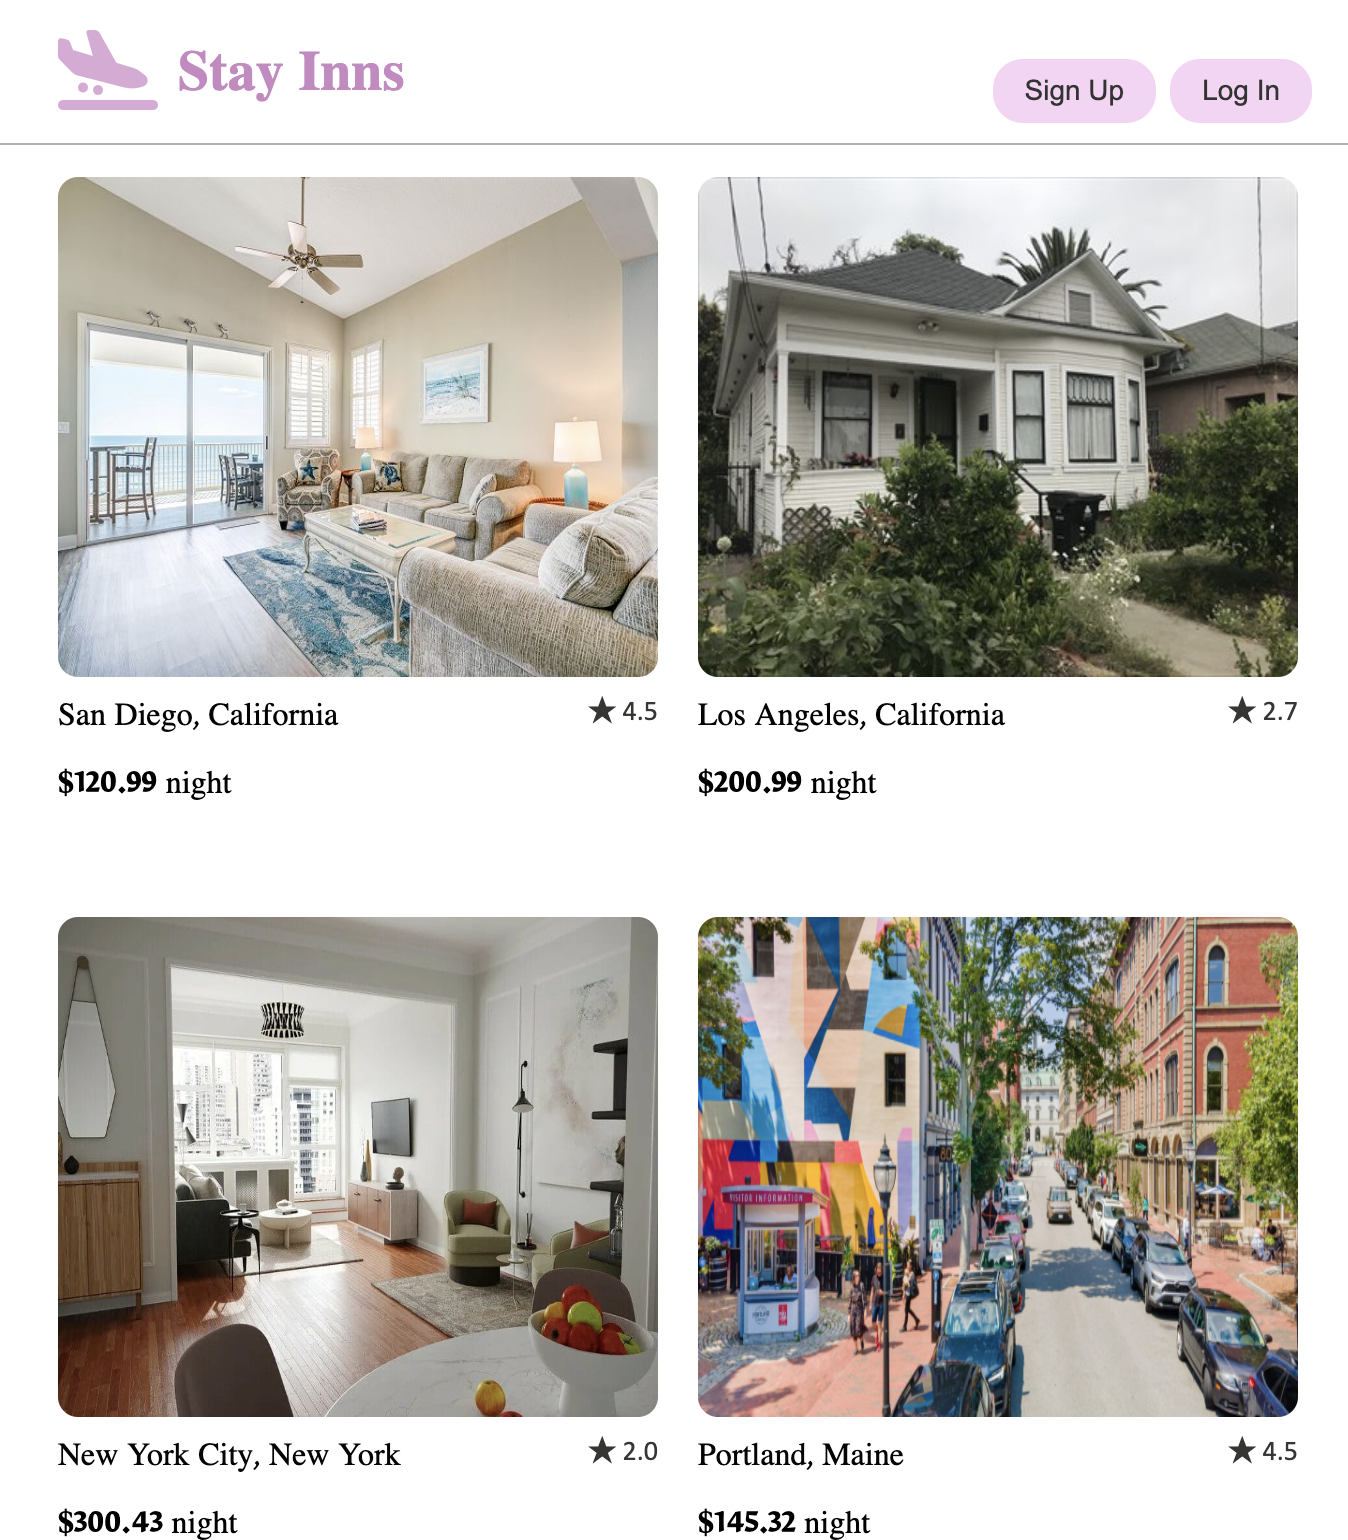 Stay Inns
Sign Up
Log In
San Diego, California
★ 4.5
$120.99 night
Los Angeles, California
★ 2.7
$200.99 night
VISITOR INFORMATION
New York City, New York
★ 2.0
$300.43 night
Portland, Maine
★ 4.5
$145.32 night